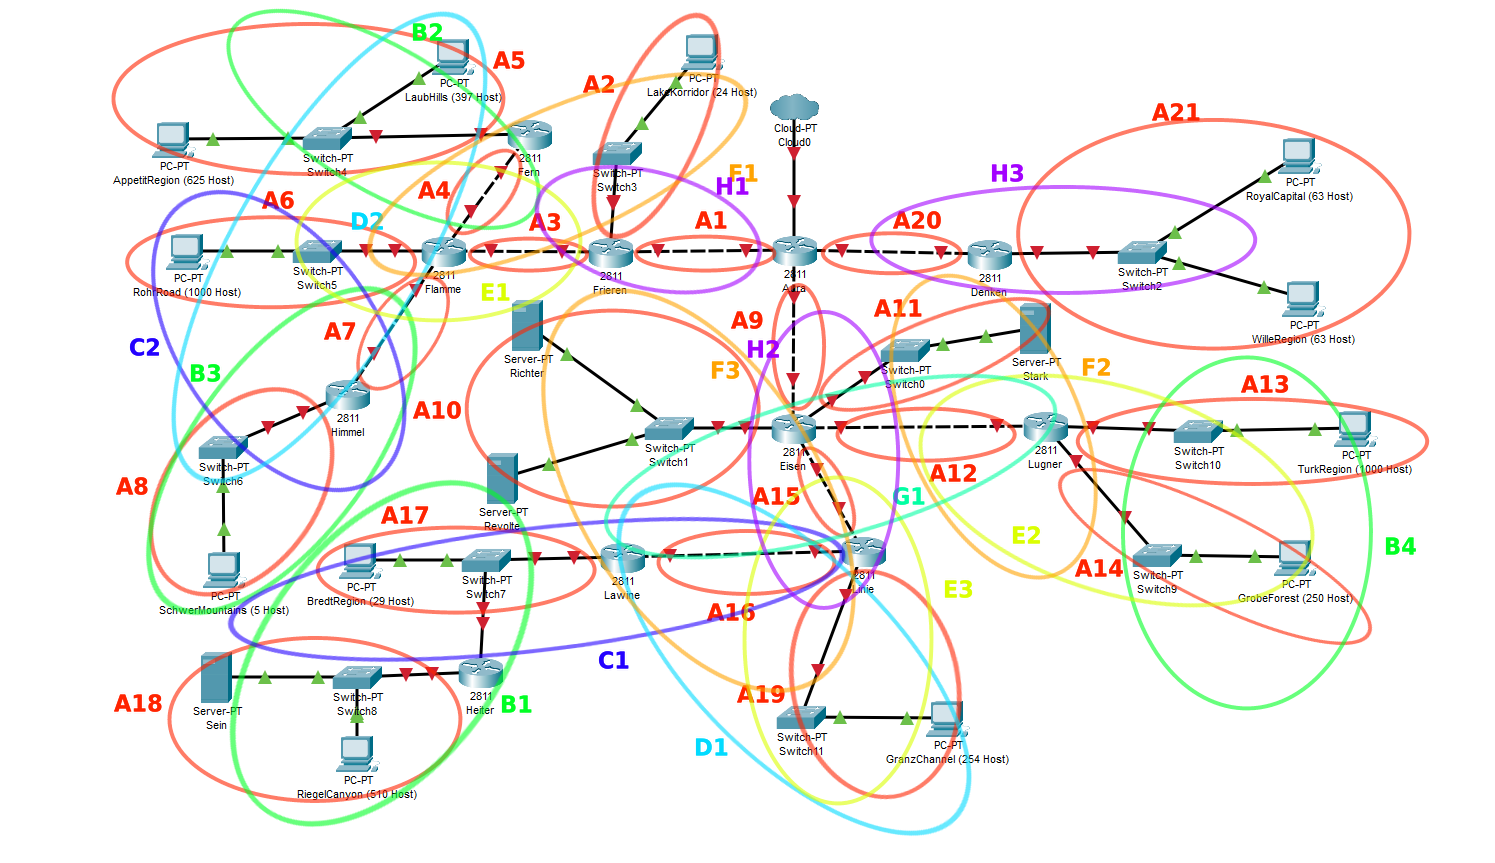 B2
A5
PC-PT
LaubHills (397 Host)
A2
PC-PT
LakeKorridor (24 Host)
Cloud-PT
Cloud0
A21
PC-PT
AppetitRegion (625 Host)
Switch-PT
Switch4
2811
Fern
Switch-PT
Switch3
F1
H1
H3
PC-PT
RoyalCapital (63 Host)
A4
A6
D2
A3
A1
A20
PC-PT
RohrRoad (1000 Host)
Switch-PT
Switch5
2811
Flamme
2811
Frieren
2811
Aura
2811
Denken
Switch-PT
Switch2
E1
A7
C2
A9
A11
H2
PC-PT
WilleRegion (63 Host)
Server-PT
Richter
Switch-PT
Switch0
Server-PT
Stark
B3
F3
F2
A13
A10
2811
Himmel
Switch-PT
Switch6
Switch-PT
Switch1
2811
Eisen
2811
Lugner
Switch-PT
Switch10
PC-PT
TurkRegion (1000 Host)
A8
A12
A15
G1
Server-PT
Revolte
A17
E2
B4
PC-PT
SchwerMountains (5 Host)
PC-PT
BredtRegion (29 Host)
Switch-PT
Switch7
2811
Lawine
2811
Linie
A14
Switch-PT
Switch9
PC-PT
GrobeForest (250 Host)
E3
A16
C1
A18
Server-PT
Sein
Switch-PT
Switch8
2811
Heiter
B1
A19
D1
Switch-PT
Switch11
PC-PT
GranzChannel (254 Host)
PC-PT
RiegelCanyon (510 Host)